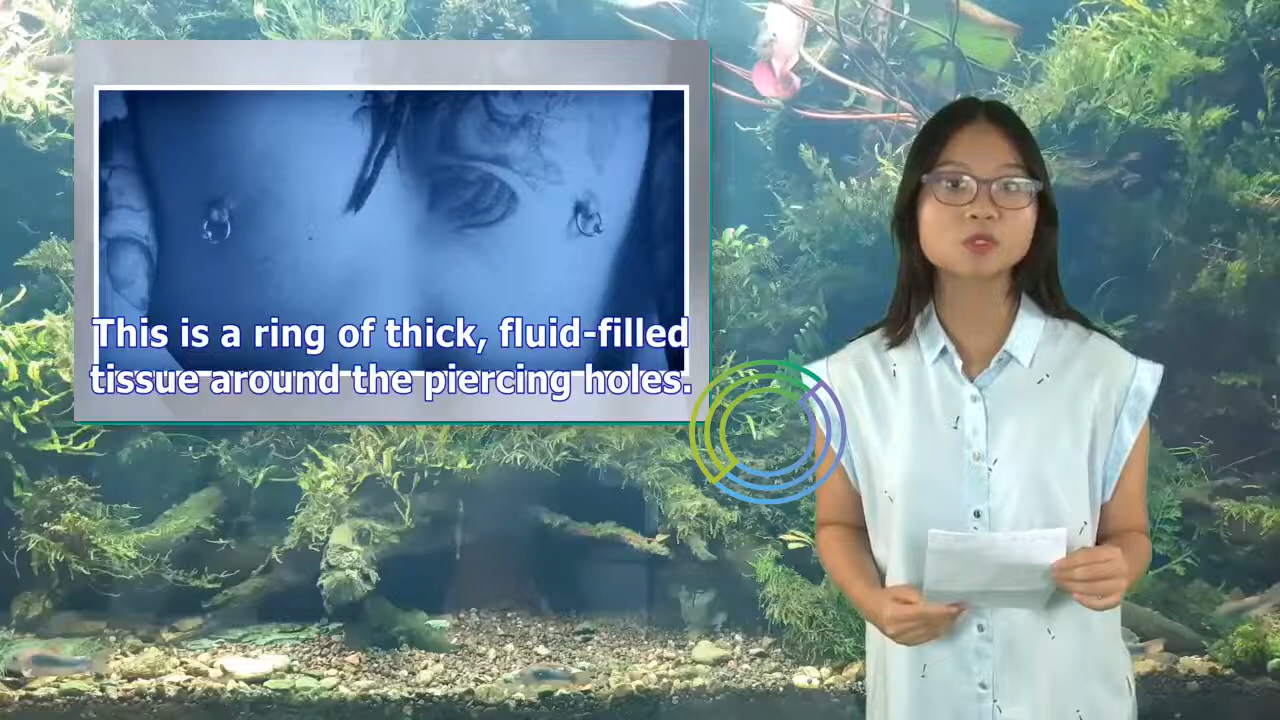 This is a ring of thick, fluid-filled
tissue around the piercing holes.